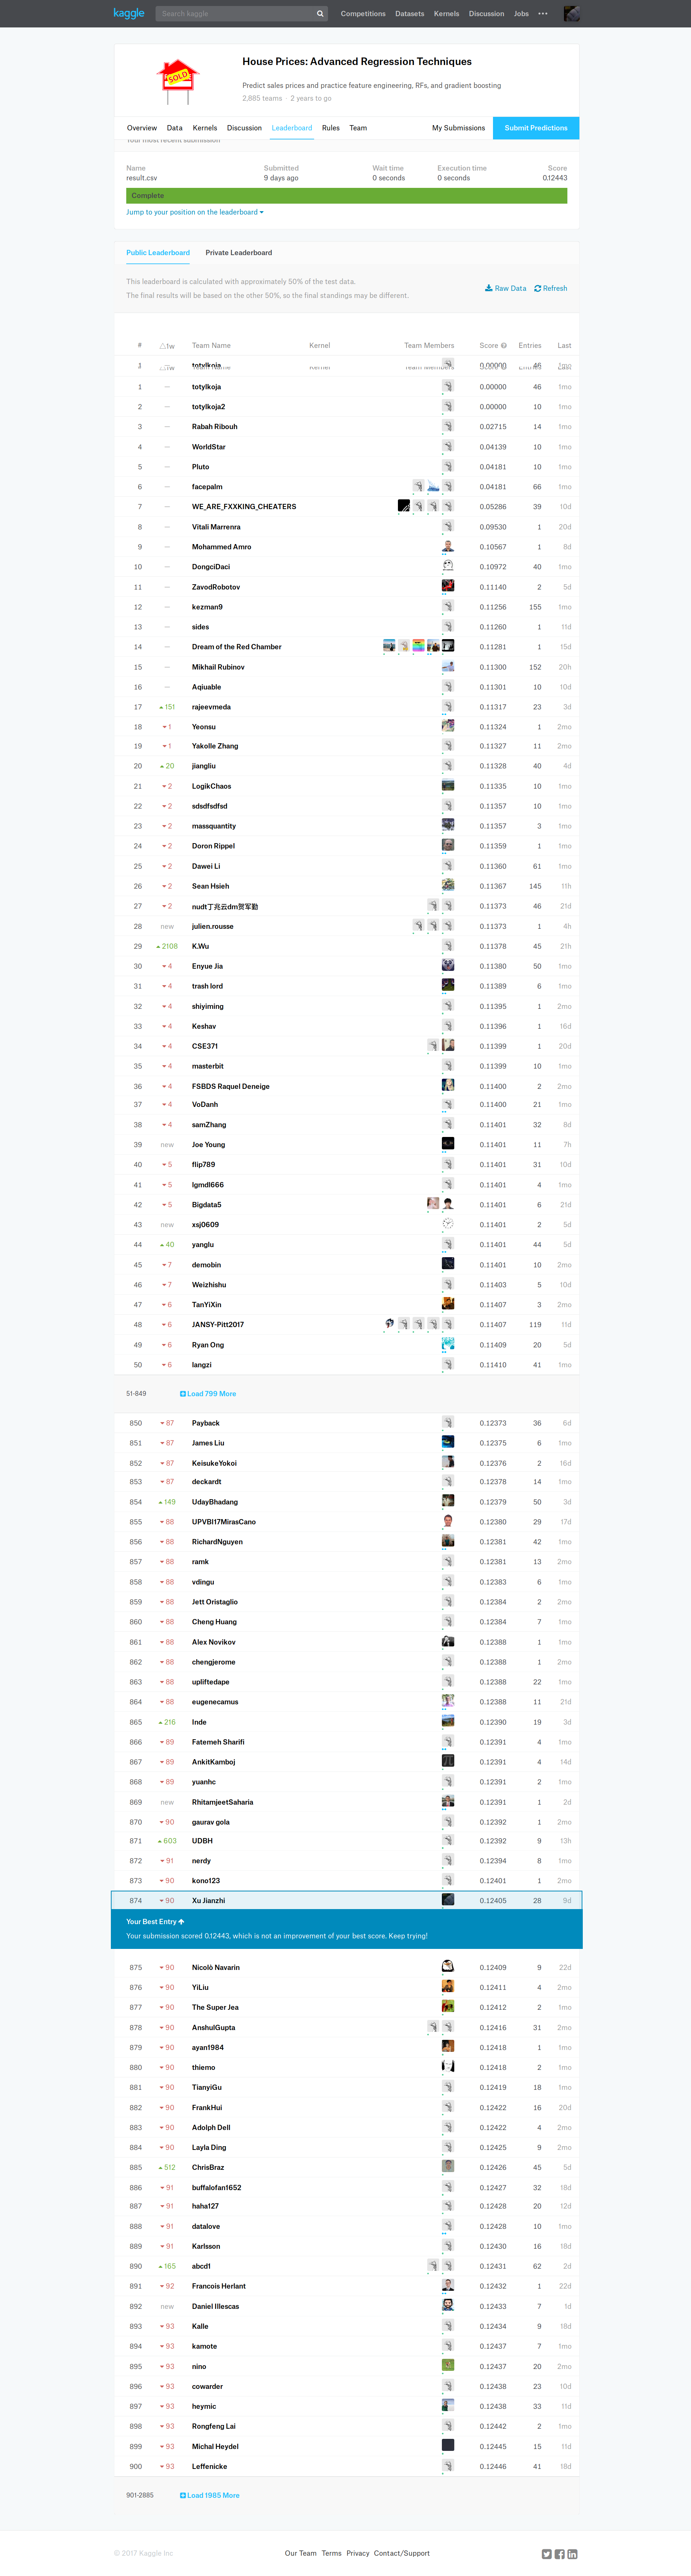 kaggle Search kaggle Competitions Datasets Kernels Discussion Jobs •••
SOLD
House Prices: Advanced Regression Techniques
Predict sales prices and practice feature engineering, RFs, and gradient boosting
2,885 teams · 2 years to go
Overview Data Kernels Discussion Leaderboard Rules Team My Submissions Submit Predictions
Your most recent submission
Name Submitted Wait time Execution time Score
result.csv 9 days ago 0 seconds 0 seconds 0.12443
Complete
Jump to your position on the leaderboard
Public Leaderboard Private Leaderboard
This leaderboard is calculated with approximately 50% of the test data.
The final results will be based on the other 50%, so the final standings may be different.
Raw Data Refresh
# △1w Team Name Kernel Team Members Score Entries Last
1 — totylkoja 0.00000 46 1mo
# △1w Team Name Kernel Team Members Score Entries Last
1 — totylkoja 0.00000 46 1mo
2 — totylkoja2 0.00000 10 1mo
3 — Rabah Ribouh 0.02715 14 1mo
4 — WorldStar 0.04139 10 1mo
5 — Pluto 0.04181 10 1mo
6 — facepalm 0.04181 66 1mo
7 — WE_ARE_FXXKING_CHEATERS 0.05286 39 10d
8 — Vitali Marrenra 0.09530 1 20d
9 — Mohammed Amro 0.10567 1 8d
10 — DongciDaci 0.10972 40 1mo
11 — ZavodRobotov 0.11140 2 5d
12 — kezman9 0.11256 155 1mo
13 — sides 0.11260 1 11d
14 — Dream of the Red Chamber 0.11281 1 15d
15 — Mikhail Rubinov 0.11300 152 20h
16 — Aqiuable 0.11301 10 10d
17 151 rajeevmeda 0.11317 23 3d
18 1 Yeonsu 0.11324 1 2mo
19 1 Yakolle Zhang 0.11327 11 2mo
20 20 jiangliu 0.11328 40 4d
21 2 LogikChaos 0.11335 10 1mo
22 2 sdsdfsdfsd 0.11357 10 1mo
23 2 massquantity 0.11357 3 1mo
24 2 Doron Rippel 0.11359 1 1mo
25 2 Dawei Li 0.11360 61 1mo
26 2 Sean Hsieh 0.11367 145 11h
27 2 nudt丁兆云dm贺军勤 0.11373 46 21d
28 new julien.rousse 0.11373 1 4h
29 2108 K.Wu 0.11378 45 21h
30 4 Enyue Jia 0.11380 50 1mo
31 4 trash lord 0.11389 6 1mo
32 4 shiyiming 0.11395 1 2mo
33 4 Keshav 0.11396 1 16d
34 4 CSE371 0.11399 1 20d
35 4 masterbit 0.11399 10 1mo
36 4 FSBDS Raquel Deneige 0.11400 2 2mo
37 4 VoDanh 0.11400 21 1mo
38 4 samZhang 0.11401 32 8d
39 new Joe Young 0.11401 11 7h
40 5 flip789 0.11401 31 10d
41 5 lgmdl666 0.11401 4 1mo
42 5 Bigdata5 0.11401 6 21d
43 new xsj0609 0.11401 2 5d
44 40 yanglu 0.11401 44 5d
45 7 demobin 0.11401 10 2mo
46 7 Weizhishu 0.11403 5 10d
47 6 TanYiXin 0.11407 3 2mo
48 6 JANSY-Pitt2017 0.11407 119 11d
49 6 Ryan Ong 0.11409 20 5d
50 6 langzi 0.11410 41 1mo
51-849 Load 799 More
850 87 Payback 0.12373 36 6d
851 87 James Liu 0.12375 6 1mo
852 87 KeisukeYokoi 0.12376 2 16d
853 87 deckardt 0.12378 14 1mo
854 149 UdayBhadang 0.12379 50 3d
855 88 UPVBI17MirasCano 0.12380 29 17d
856 88 RichardNguyen 0.12381 42 1mo
857 88 ramk 0.12381 13 2mo
858 88 vdingu 0.12383 6 1mo
859 88 Jett Oristaglio 0.12384 2 2mo
860 88 Cheng Huang 0.12384 7 1mo
861 88 Alex Novikov 0.12388 1 1mo
862 88 chengjerome 0.12388 1 2mo
863 88 upliftedape 0.12388 22 1mo
864 88 eugenecamus 0.12388 11 21d
865 216 Inde 0.12390 19 3d
866 89 Fatemeh Sharifi 0.12391 4 1mo
867 89 AnkitKamboj 0.12391 4 14d
868 89 yuanhc 0.12391 2 1mo
869 new RhitamjeetSaharia 0.12391 1 2d
870 90 gaurav gola 0.12392 1 2mo
871 603 UDBH 0.12392 9 13h
872 91 nerdy 0.12394 8 1mo
873 90 kono123 0.12401 1 2mo
874 90 Xu Jianzhi 0.12405 28 9d
Your Best Entry
Your submission scored 0.12443, which is not an improvement of your best score. Keep trying!
875 90 Nicolò Navarin 0.12409 9 22d
876 90 YiLiu 0.12411 4 2mo
877 90 The Super Jea 0.12412 2 1mo
878 90 AnshulGupta 0.12416 31 2mo
879 90 ayan1984 0.12418 1 1mo
880 90 thiemo 0.12418 2 1mo
881 90 TianyiGu 0.12419 18 1mo
882 90 FrankHui 0.12422 16 20d
883 90 Adolph Dell 0.12422 4 2mo
884 90 Layla Ding 0.12425 9 2mo
885 512 ChrisBraz 0.12426 45 5d
886 91 buffalofan1652 0.12427 32 18d
887 91 haha127 0.12428 20 12d
888 91 datalove 0.12428 10 1mo
889 91 Karlsson 0.12430 16 18d
890 165 abcd1 0.12431 62 2d
891 92 Francois Herlant 0.12432 1 22d
892 new Daniel Illescas 0.12433 7 1d
893 93 Kalle 0.12434 9 18d
894 93 kamote 0.12437 7 1mo
895 93 nino 0.12437 20 2mo
896 93 cowarder 0.12438 23 10d
897 93 heymic 0.12438 33 11d
898 93 Rongfeng Lai 0.12442 2 1mo
899 93 Michal Heydel 0.12445 15 11d
900 93 Leffenicke 0.12446 41 18d
901-2885 Load 1985 More
© 2017 Kaggle Inc Our Team Terms Privacy Contact/Support